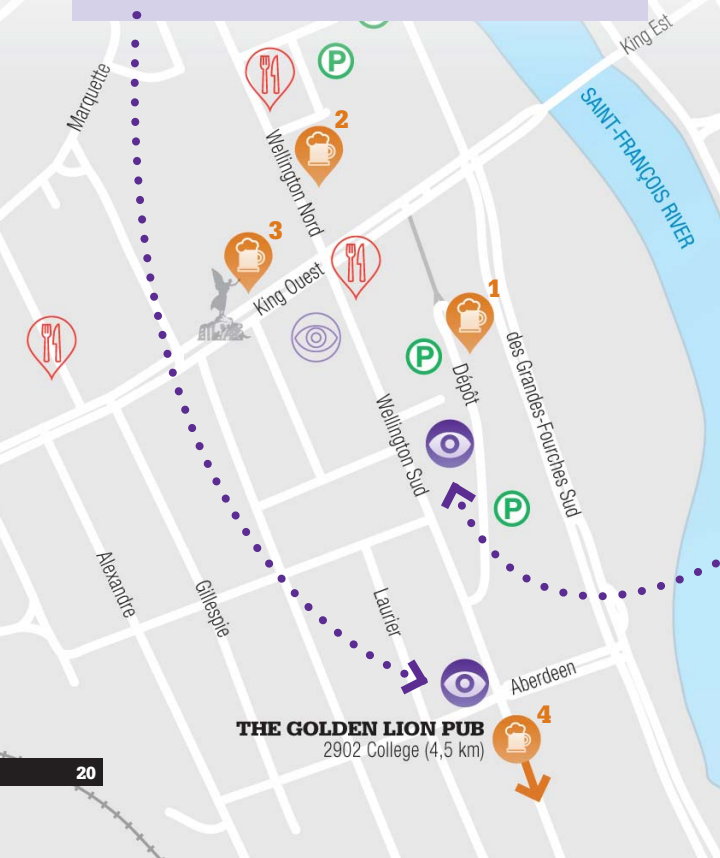 King Est
P
Marquette
2
SAINT-FRANÇOIS RIVER
Wellington Nord
3
King Ouest
1
des Grandes-Fourches Sud
P
Dépôt
Wellington Sud
P
Alexandre
Gillespie
Laurier
Aberdeen
4
THE GOLDEN LION PUB
2902 College (4,5 km)
20